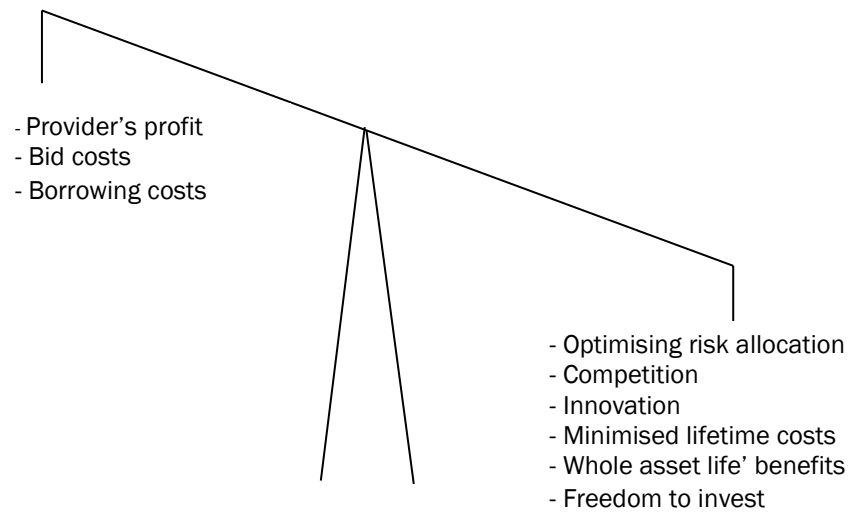 - Provider’s profit
- Bid costs
- Borrowing costs
- Optimising risk allocation
- Competition
- Innovation
- Minimised lifetime costs
- Whole asset life’ benefits
- Freedom to invest